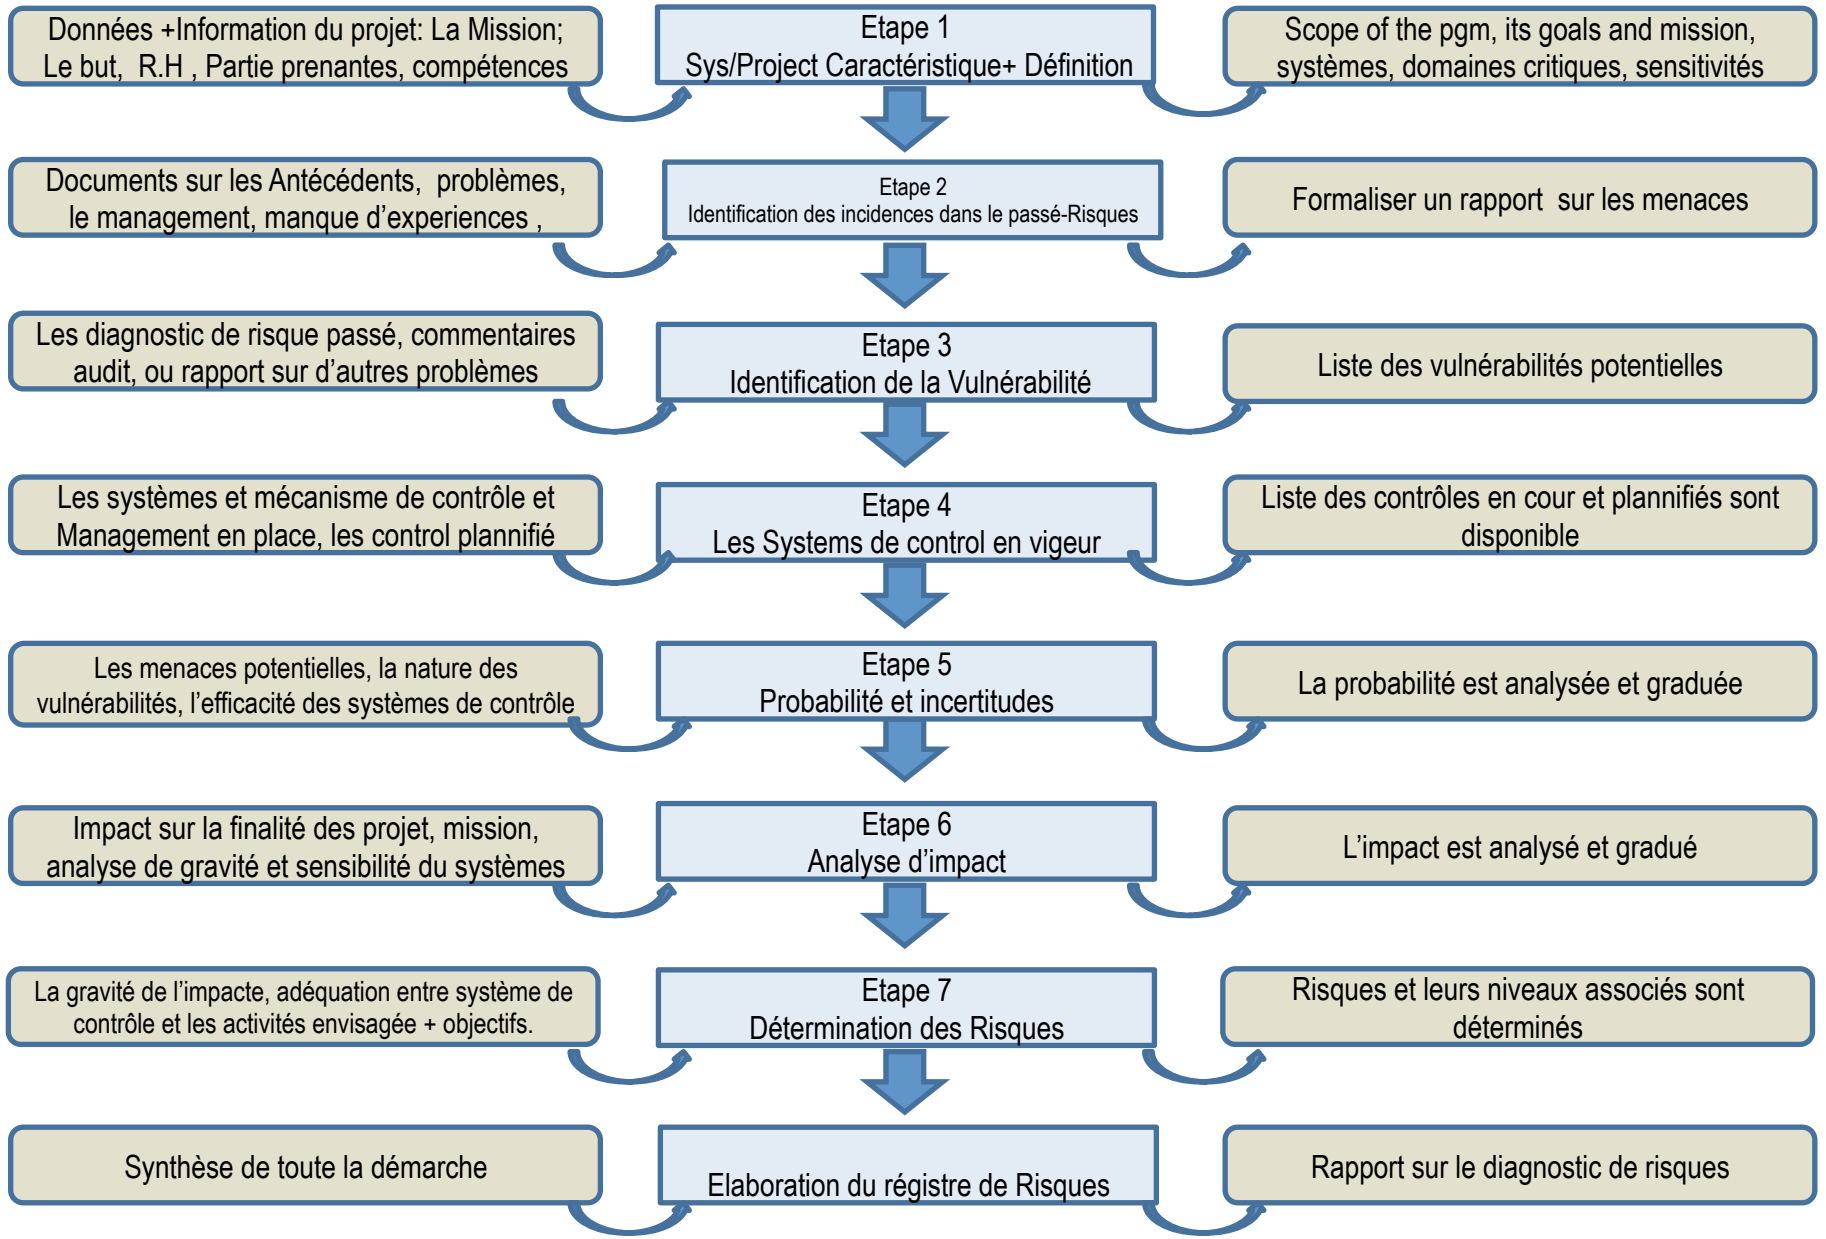 Données +Information du projet: La Mission;
Le but, R.H , Partie prenantes, compétences
Etape 1
Sys/Project Caractéristique+ Définition
Scope of the pgm, its goals and mission,
systèmes, domaines critiques, sensitivités
Documents sur les Antécédents, problèmes,
le management, manque d'experiences ,
Etape 2
Identification des incidences dans le passé-Risques
Formaliser un rapport sur les menaces
Les diagnostic de risque passé, commentaires
audit, ou rapport sur d'autres problèmes
Etape 3
Identification de la Vulnérabilité
Liste des vulnérabilités potentielles
Les systèmes et mécanisme de contrôle et
Management en place, les control plannifié
Etape 4
Les Systems de control en vigeur
Liste des contrôles en cour et plannifiés sont
disponible
Les menaces potentielles, la nature des
vulnérabilités, l'efficacité des systèmes de contrôle
Etape 5
Probabilité et incertitudes
La probabilité est analysée et graduée
Impact sur la finalité des projet, mission,
analyse de gravité et sensibilité du systèmes
Etape 6
Analyse d'impact
L'impact est analysé et gradué
La gravité de l'impacte, adéquation entre système de
contrôle et les activités envisagée + objectifs.
Etape 7
Détermination des Risques
Risques et leurs niveaux associés sont
déterminés
Synthèse de toute la démarche
Elaboration du régistre de Risques
Rapport sur le diagnostic de risques